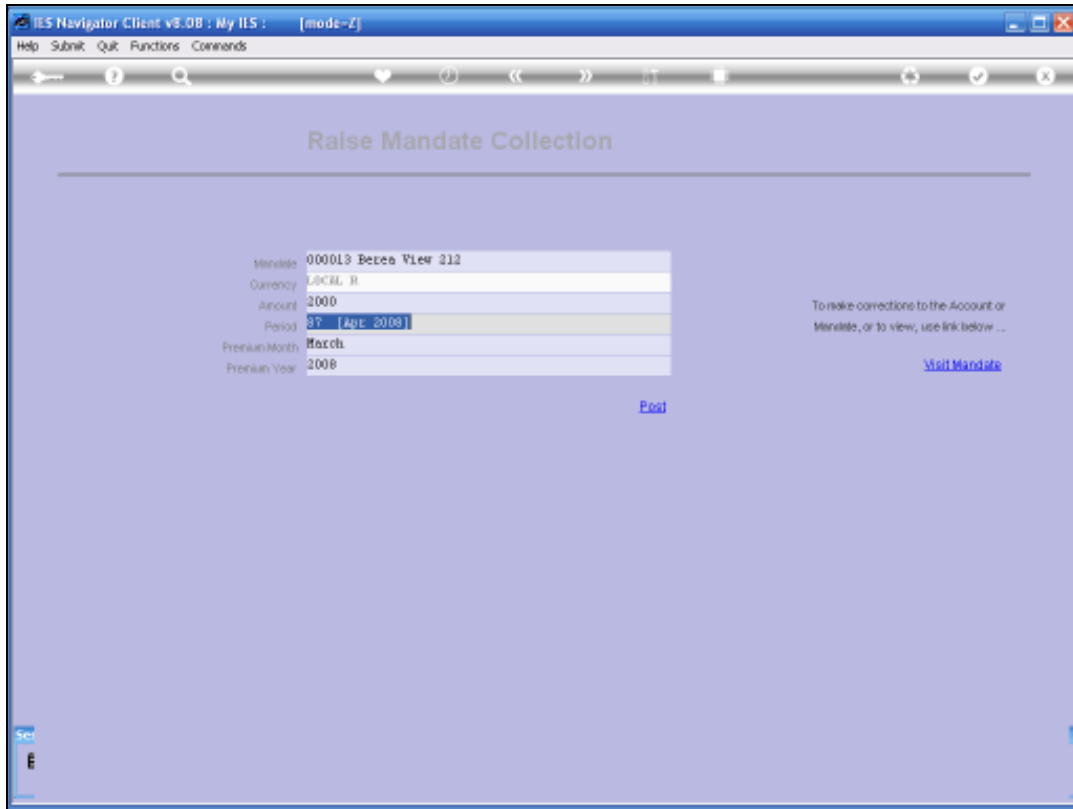 IES Navigator Client v8.08 : My IES : [mode-Z]
Help Submit Quit Functions Commands
Raise Mandate Collection
Mandate 000013 Berea View 212
Currency LOCAL R
Amount 2000
Period 87 [Apr 2008]
Premium Month March
Premium Year 2008
To make corrections to the Account or
Mandate, or to view, use link below ...
Visit Mandate
Post